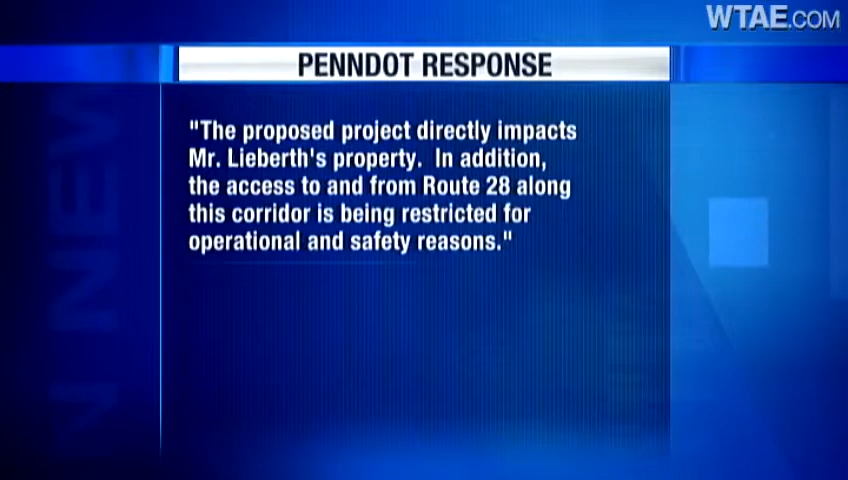 WTAE.COM
PENNDOT RESPONSE
"The proposed project directly impacts
Mr. Lieberth's property.  In addition,
the access to and from Route 28 along
this corridor is being restricted for
operational and safety reasons."
N NEW